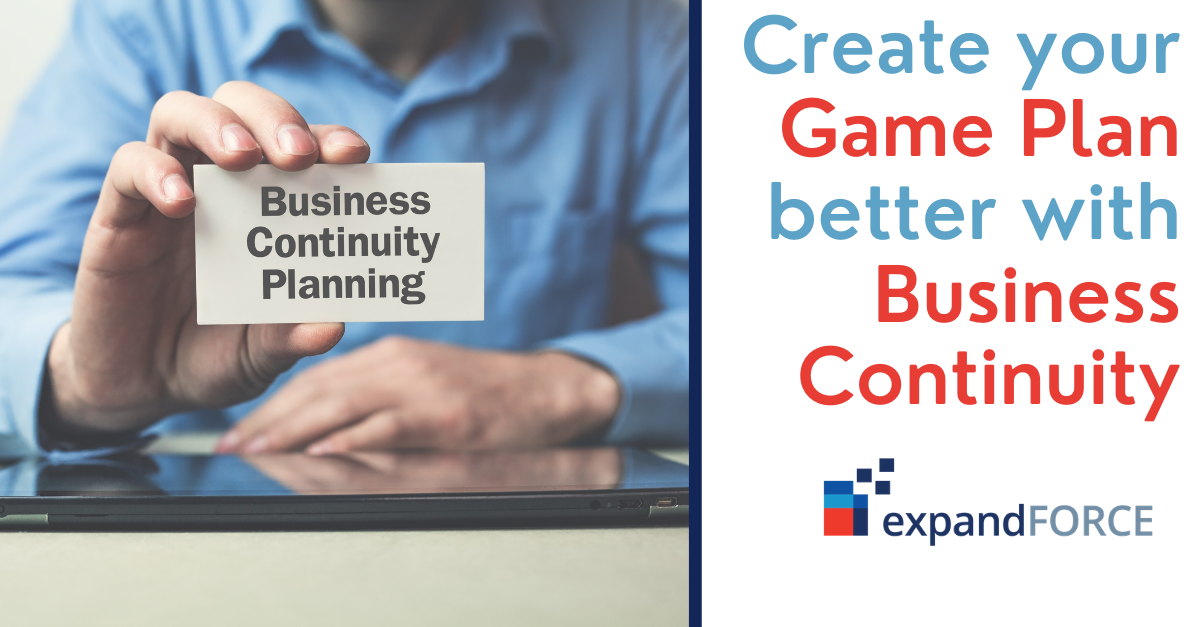 Business
Continuity
Planning
Create your
Game Plan
better with
Business
Continuity
expandFORCE